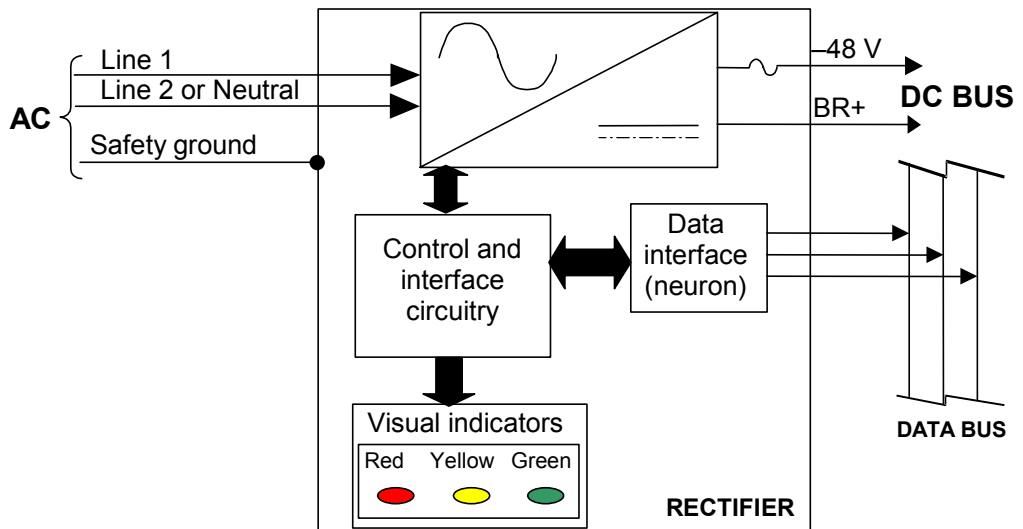 Line 1
Line 2 or Neutral
AC
Safety ground
–48 V
DC BUS
BR+
Control and
interface
circuitry
Data
interface
(neuron)
Visual indicators
Red Yellow Green
DATA BUS
RECTIFIER